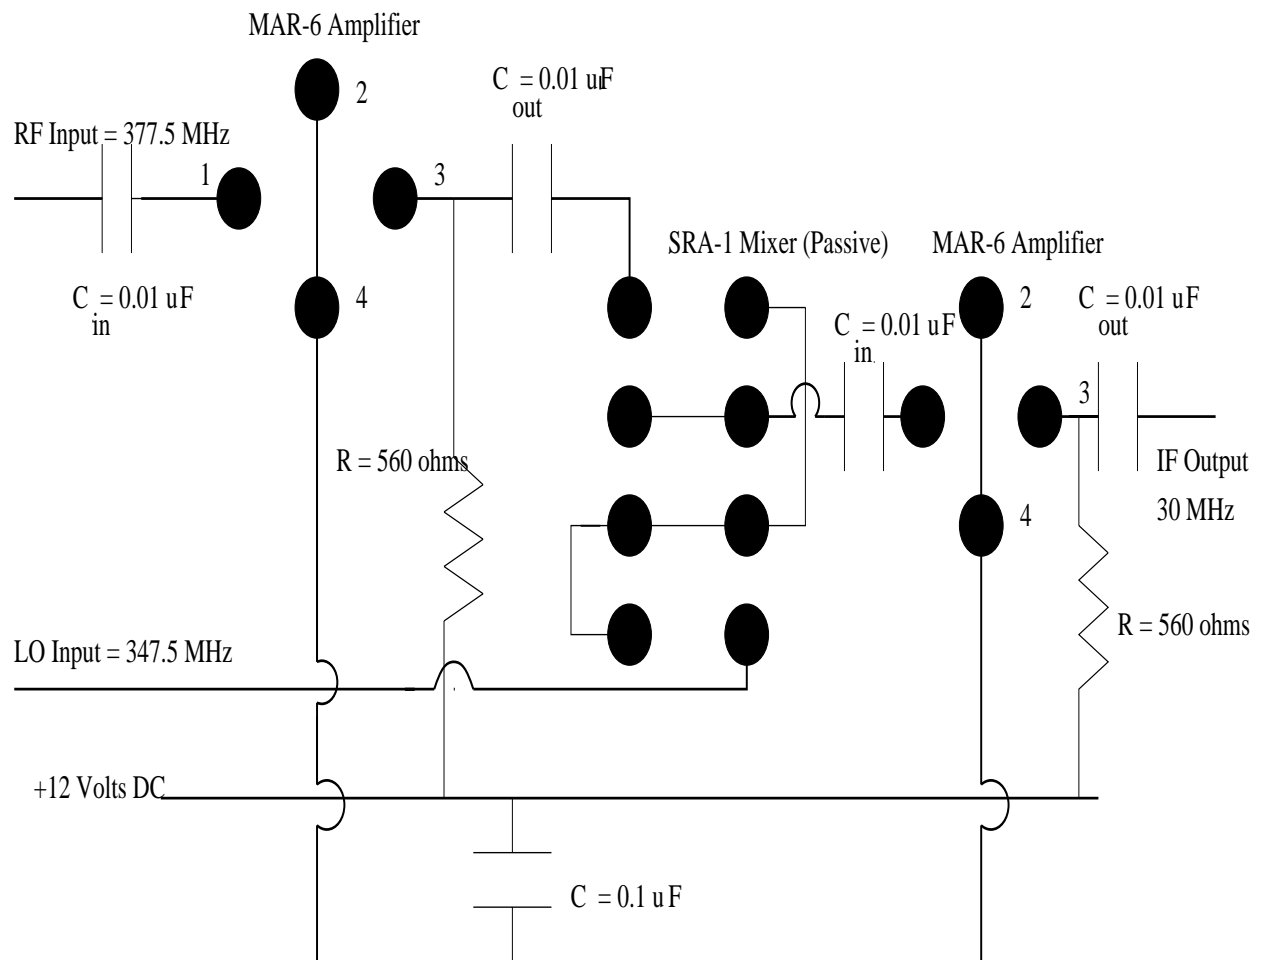 MAR-6 Amplifier
2
C = 0.01 uF
out
RF Input = 377.5 MHz
1
3
SRA-1 Mixer (Passive)
MAR-6 Amplifier
C = 0.01 uF
in
4
2
C = 0.01 uF
out
C = 0.01 uF
in
3
R = 560 ohms
IF Output
30 MHz
4
R = 560 ohms
LO Input = 347.5 MHz
+12 Volts DC
C = 0.1 uF